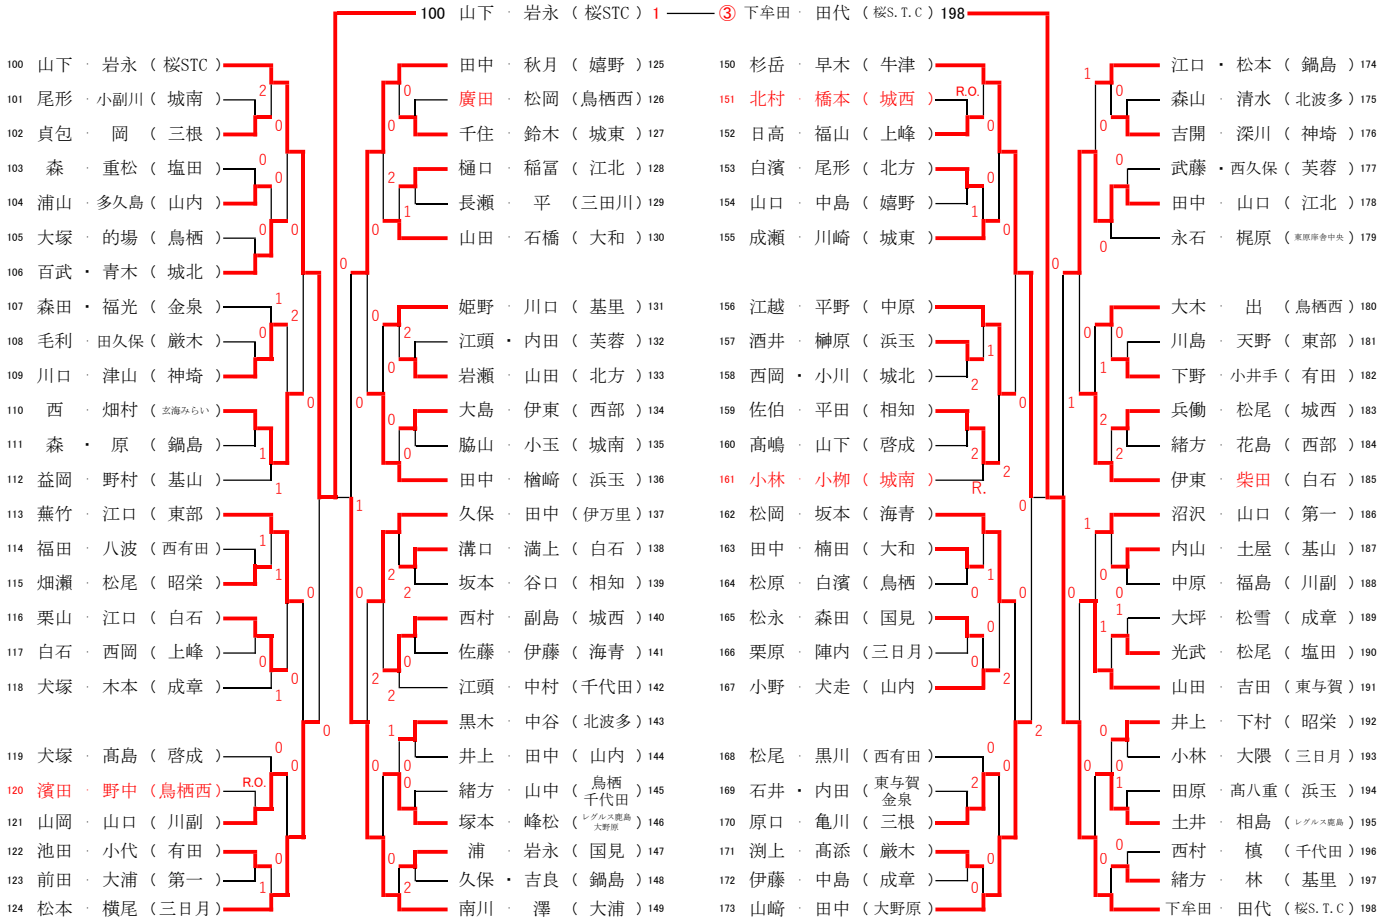 100 山下 · 岩永 ( 桜STC ) 1 ③ 下牟田 · 田代 ( 桜S.T.C ) 198
100 山下 · 岩永 ( 桜STC )
101 尾形 · 小副川 ( 城南 )
102 貞包 · 岡 ( 三根 )
103 森 · 重松 ( 塩田 )
104 浦山 · 多久島 ( 山内 )
105 大塚 · 的場 ( 鳥栖 )
106 百武 · 青木 ( 城北 )
107 森田 · 福光 ( 金泉 )
108 毛利 · 田久保 ( 厳木 )
109 川口 · 津山 ( 神埼 )
110 西 · 畑村 ( 玄海みらい )
111 森 · 原 ( 鍋島 )
112 益岡 · 野村 ( 基山 )
113 蕪竹 · 江口 ( 東部 )
114 福田 · 八波 ( 西有田 )
115 畑瀬 · 松尾 ( 昭栄 )
116 栗山 · 江口 ( 白石 )
117 白石 · 西岡 ( 上峰 )
118 犬塚 · 木本 ( 成章 )
119 犬塚 · 髙島 ( 啓成 )
120 濱田 · 野中 ( 鳥栖西 ) R.O.
121 山岡 · 山口 ( 川副 )
122 池田 · 小代 ( 有田 )
123 前田 · 大浦 ( 第一 )
124 松本 · 横尾 ( 三日月 )
田中 · 秋月 ( 嬉野 ) 125
廣田 · 松岡 ( 鳥栖西 ) 126
千住 · 鈴木 ( 城東 ) 127
樋口 · 稲冨 ( 江北 ) 128
長瀬 · 平 ( 三田川 ) 129
山田 · 石橋 ( 大和 ) 130
姫野 · 川口 ( 基里 ) 131
江頭 · 内田 ( 芙蓉 ) 132
岩瀬 · 山田 ( 北方 ) 133
大島 · 伊東 ( 西部 ) 134
脇山 · 小玉 ( 城南 ) 135
田中 · 楢﨑 ( 浜玉 ) 136
久保 · 田中 ( 伊万里 ) 137
溝口 · 満上 ( 白石 ) 138
坂本 · 谷口 ( 相知 ) 139
西村 · 副島 ( 城西 ) 140
佐藤 · 伊藤 ( 海青 ) 141
江頭 · 中村 ( 千代田 ) 142
黒木 · 中谷 ( 北波多 ) 143
井上 · 田中 ( 山内 ) 144
緒方 · 山中 ( 鳥栖 千代田 ) 145
塚本 · 峰松 ( レグルス鹿島 大野原 ) 146
浦 · 岩永 ( 国見 ) 147
久保 · 吉良 ( 鍋島 ) 148
南川 · 澤 ( 大浦 ) 149
150 杉岳 · 早木 ( 牛津 )
151 北村 · 橋本 ( 城西 ) R.O.
152 日高 · 福山 ( 上峰 )
153 白濱 · 尾形 ( 北方 )
154 山口 · 中島 ( 嬉野 )
155 成瀬 · 川崎 ( 城東 )
156 江越 · 平野 ( 中原 )
157 酒井 · 榊原 ( 浜玉 )
158 西岡 · 小川 ( 城北 )
159 佐伯 · 平田 ( 相知 )
160 髙嶋 · 山下 ( 啓成 )
161 小林 · 小栁 ( 城南 ) R.
162 松岡 · 坂本 ( 海青 )
163 田中 · 楠田 ( 大和 )
164 松原 · 白濱 ( 鳥栖 )
165 松永 · 森田 ( 国見 )
166 栗原 · 陣内 ( 三日月 )
167 小野 · 犬走 ( 山内 )
168 松尾 · 黒川 ( 西有田 )
169 石井 · 内田 ( 東与賀 金泉 )
170 原口 · 亀川 ( 三根 )
171 渕上 · 髙添 ( 厳木 )
172 伊藤 · 中島 ( 成章 )
173 山﨑 · 田中 ( 大野原 )
江口 · 松本 ( 鍋島 ) 174
森山 · 清水 ( 北波多 ) 175
吉開 · 深川 ( 神埼 ) 176
武藤 · 西久保 ( 芙蓉 ) 177
田中 · 山口 ( 江北 ) 178
永石 · 梶原 179
大木 · 出 ( 鳥栖西 ) 180
川島 · 天野 ( 東部 ) 181
下野 · 小井手 ( 有田 ) 182
兵働 · 松尾 ( 城西 ) 183
緒方 · 花島 ( 西部 ) 184
伊東 · 柴田 ( 白石 ) 185
沼沢 · 山口 ( 第一 ) 186
内山 · 土屋 ( 基山 ) 187
中原 · 福島 ( 川副 ) 188
大坪 · 松雪 ( 成章 ) 189
光武 · 松尾 ( 塩田 ) 190
山田 · 吉田 ( 東与賀 ) 191
井上 · 下村 ( 昭栄 ) 192
小林 · 大隈 ( 三日月 ) 193
田原 · 髙八重 ( 浜玉 ) 194
土井 · 相島 ( レグルス鹿島 ) 195
西村 · 槙 ( 千代田 ) 196
緒方 · 林 ( 基里 ) 197
下牟田 · 田代 ( 桜S.T.C ) 198